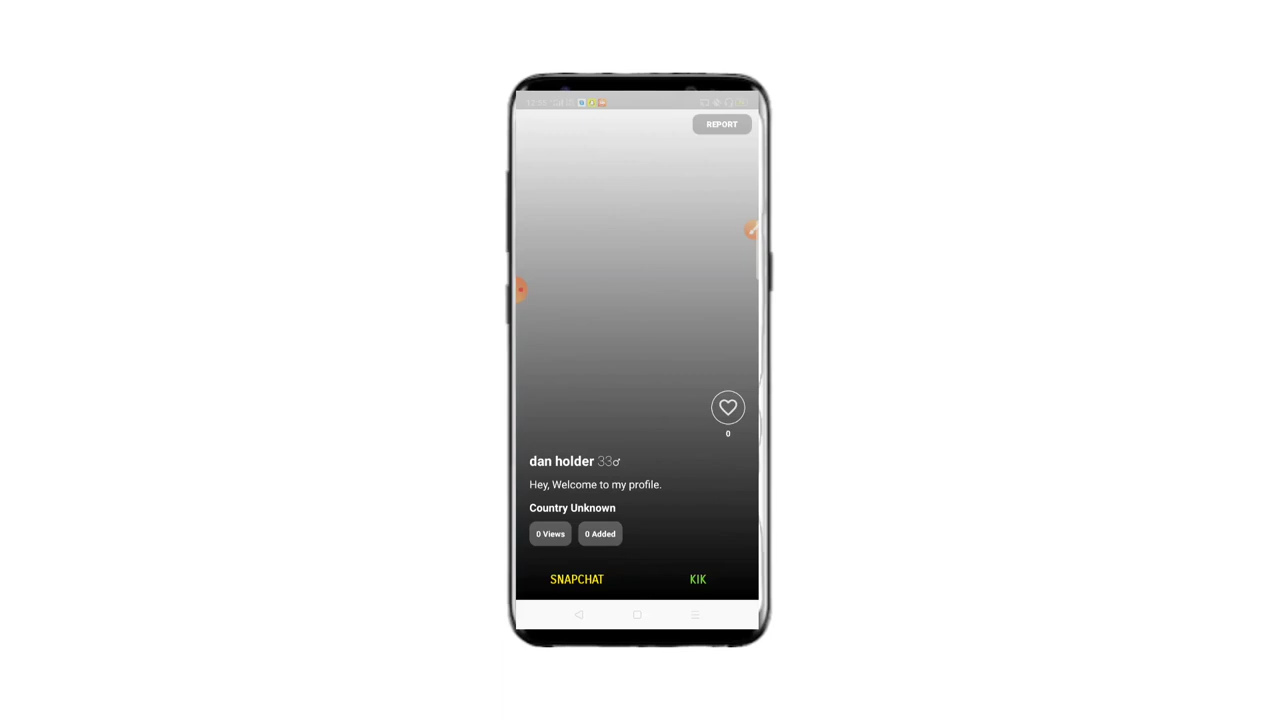 REPORT
0
dan holder 33♂
Hey, Welcome to my profile.
Country Unknown
0 Views 0 Added
SNAPCHAT KIK